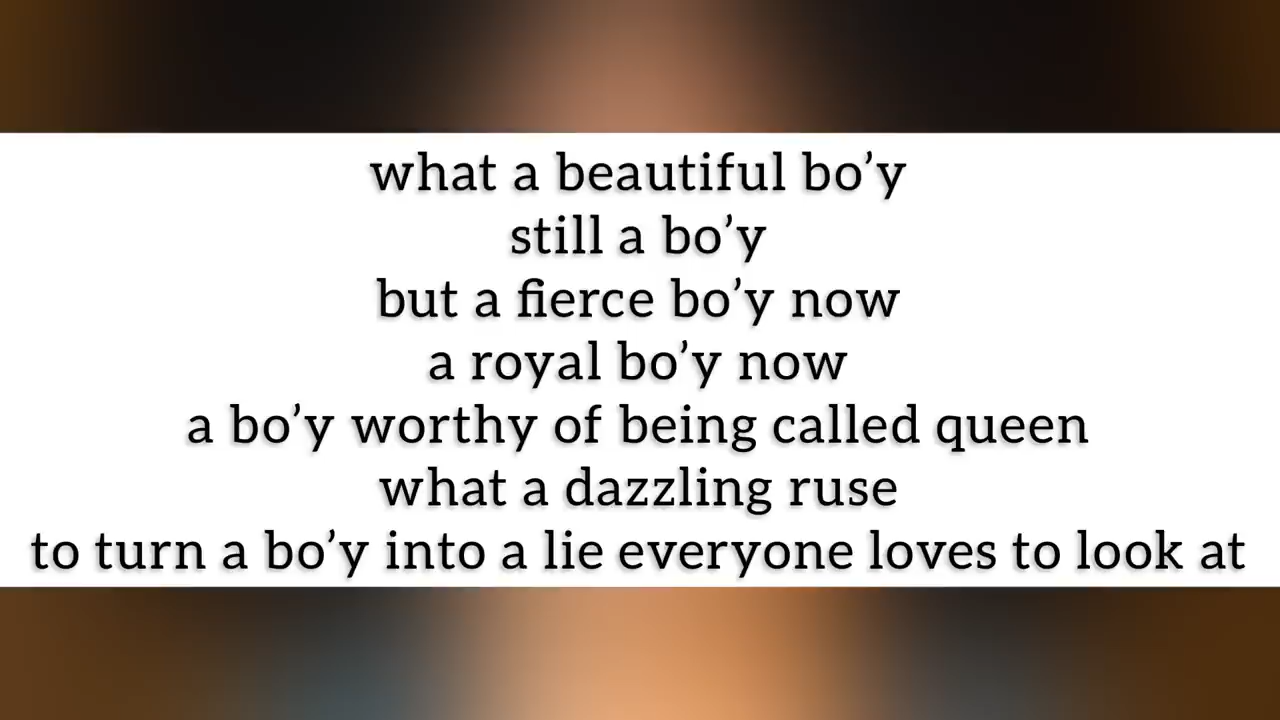 what a beautiful bo’y
still a bo’y
but a fierce bo’y now
a royal bo’y now
a bo’y worthy of being called queen
what a dazzling ruse
to turn a bo’y into a lie everyone loves to look at